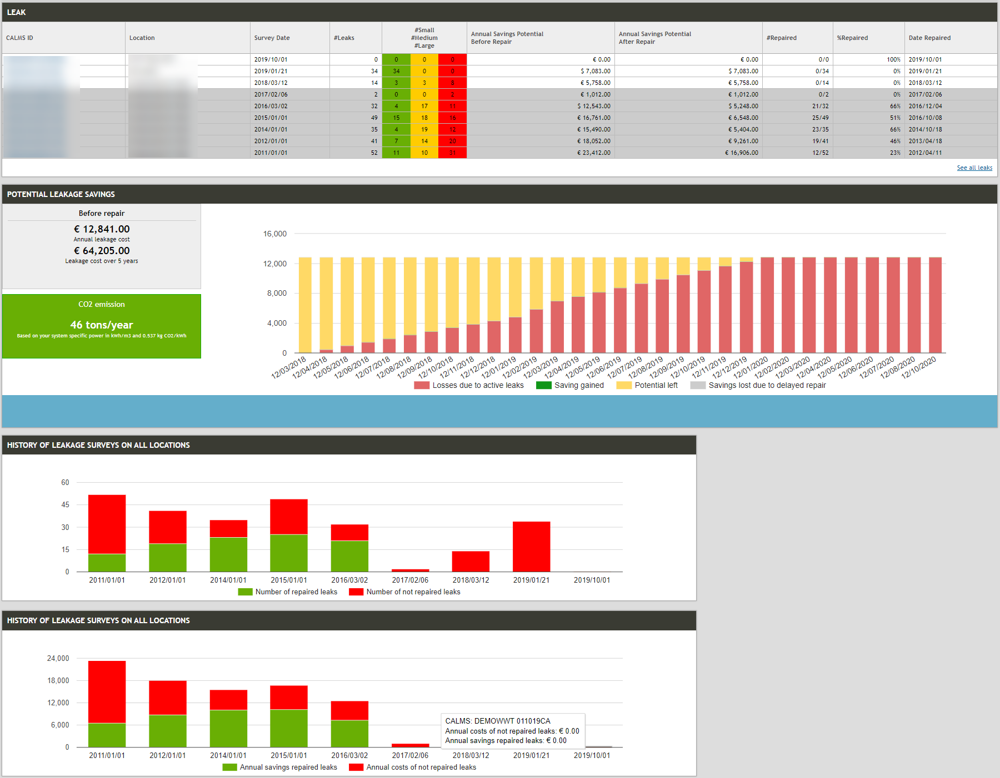 LEAK
CALMS ID Location Survey Date #Leaks #Small #Medium #Large Annual Savings Potential Before Repair Annual Savings Potential After Repair #Repaired %Repaired Date Repaired
2019/10/01 0 0 0 0 € 0.00 € 0.00 0/0 100% 2019/10/01
2019/01/21 34 34 0 0 $ 7,083.00 $ 7,083.00 0/34 0% 2019/01/21
2018/03/12 14 3 3 8 € 5,758.00 € 5,758.00 0/14 0% 2018/03/12
2017/02/06 2 0 0 2 € 1,012.00 € 1,012.00 0/2 0% 2017/02/06
2016/03/02 32 4 17 11 $ 12,543.00 $ 5,248.00 21/32 66% 2016/12/04
2015/01/01 49 15 18 16 € 16,761.00 € 6,548.00 25/49 51% 2016/10/08
2014/01/01 35 4 19 12 € 15,490.00 € 5,404.00 23/35 66% 2014/10/18
2012/01/01 41 7 14 20 € 18,052.00 € 9,261.00 19/41 46% 2013/04/18
2011/01/01 52 11 10 31 € 23,412.00 € 16,906.00 12/52 23% 2012/04/11
See all leaks
POTENTIAL LEAKAGE SAVINGS
Before repair
€ 12,841.00
Annual leakage cost
€ 64,205.00
Leakage cost over 5 years
CO2 emission
46 tons/year
Based on your system specific power in kWh/m3 and 0.537 kg CO2/kWh
16,000
12,000
8,000
4,000
0
12/03/2018 12/04/2018 12/05/2018 12/06/2018 12/07/2018 12/08/2018 12/09/2018 12/10/2018 12/11/2018 12/12/2018 12/01/2019 12/02/2019 12/03/2019 12/04/2019 12/05/2019 12/06/2019 12/07/2019 12/08/2019 12/09/2019 12/10/2019 12/11/2019 12/12/2019 12/01/2020 12/02/2020 12/03/2020 12/04/2020 12/05/2020 12/06/2020 12/07/2020 12/08/2020 12/10/2020
Losses due to active leaks Saving gained Potential left Savings lost due to delayed repair
HISTORY OF LEAKAGE SURVEYS ON ALL LOCATIONS
60
45
30
15
0
2011/01/01 2012/01/01 2014/01/01 2015/01/01 2016/03/02 2017/02/06 2018/03/12 2019/01/21 2019/10/01
Number of repaired leaks Number of not repaired leaks
HISTORY OF LEAKAGE SURVEYS ON ALL LOCATIONS
24,000
18,000
12,000
6,000
0
CALMS: DEMOWWT 011019CA
Annual costs of not repaired leaks: € 0.00
Annual savings repaired leaks: € 0.00
2011/01/01 2012/01/01 2014/01/01 2015/01/01 2016/03/02 2017/02/06 2018/03/12 2019/01/21 2019/10/01
Annual savings repaired leaks Annual costs of not repaired leaks